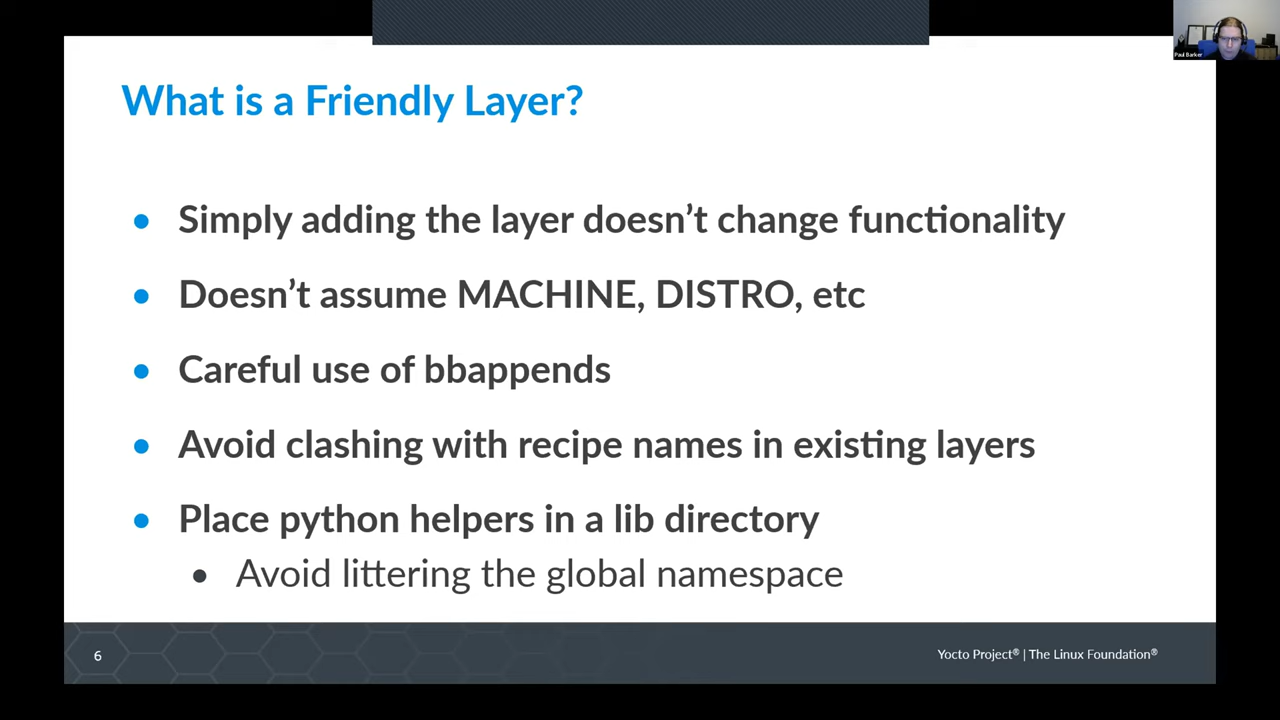 Paul Barker
What is a Friendly Layer?
• Simply adding the layer doesn’t change functionality
• Doesn’t assume MACHINE, DISTRO, etc
• Careful use of bbappends
• Avoid clashing with recipe names in existing layers
• Place python helpers in a lib directory
• Avoid littering the global namespace
6
Yocto Project® | The Linux Foundation®